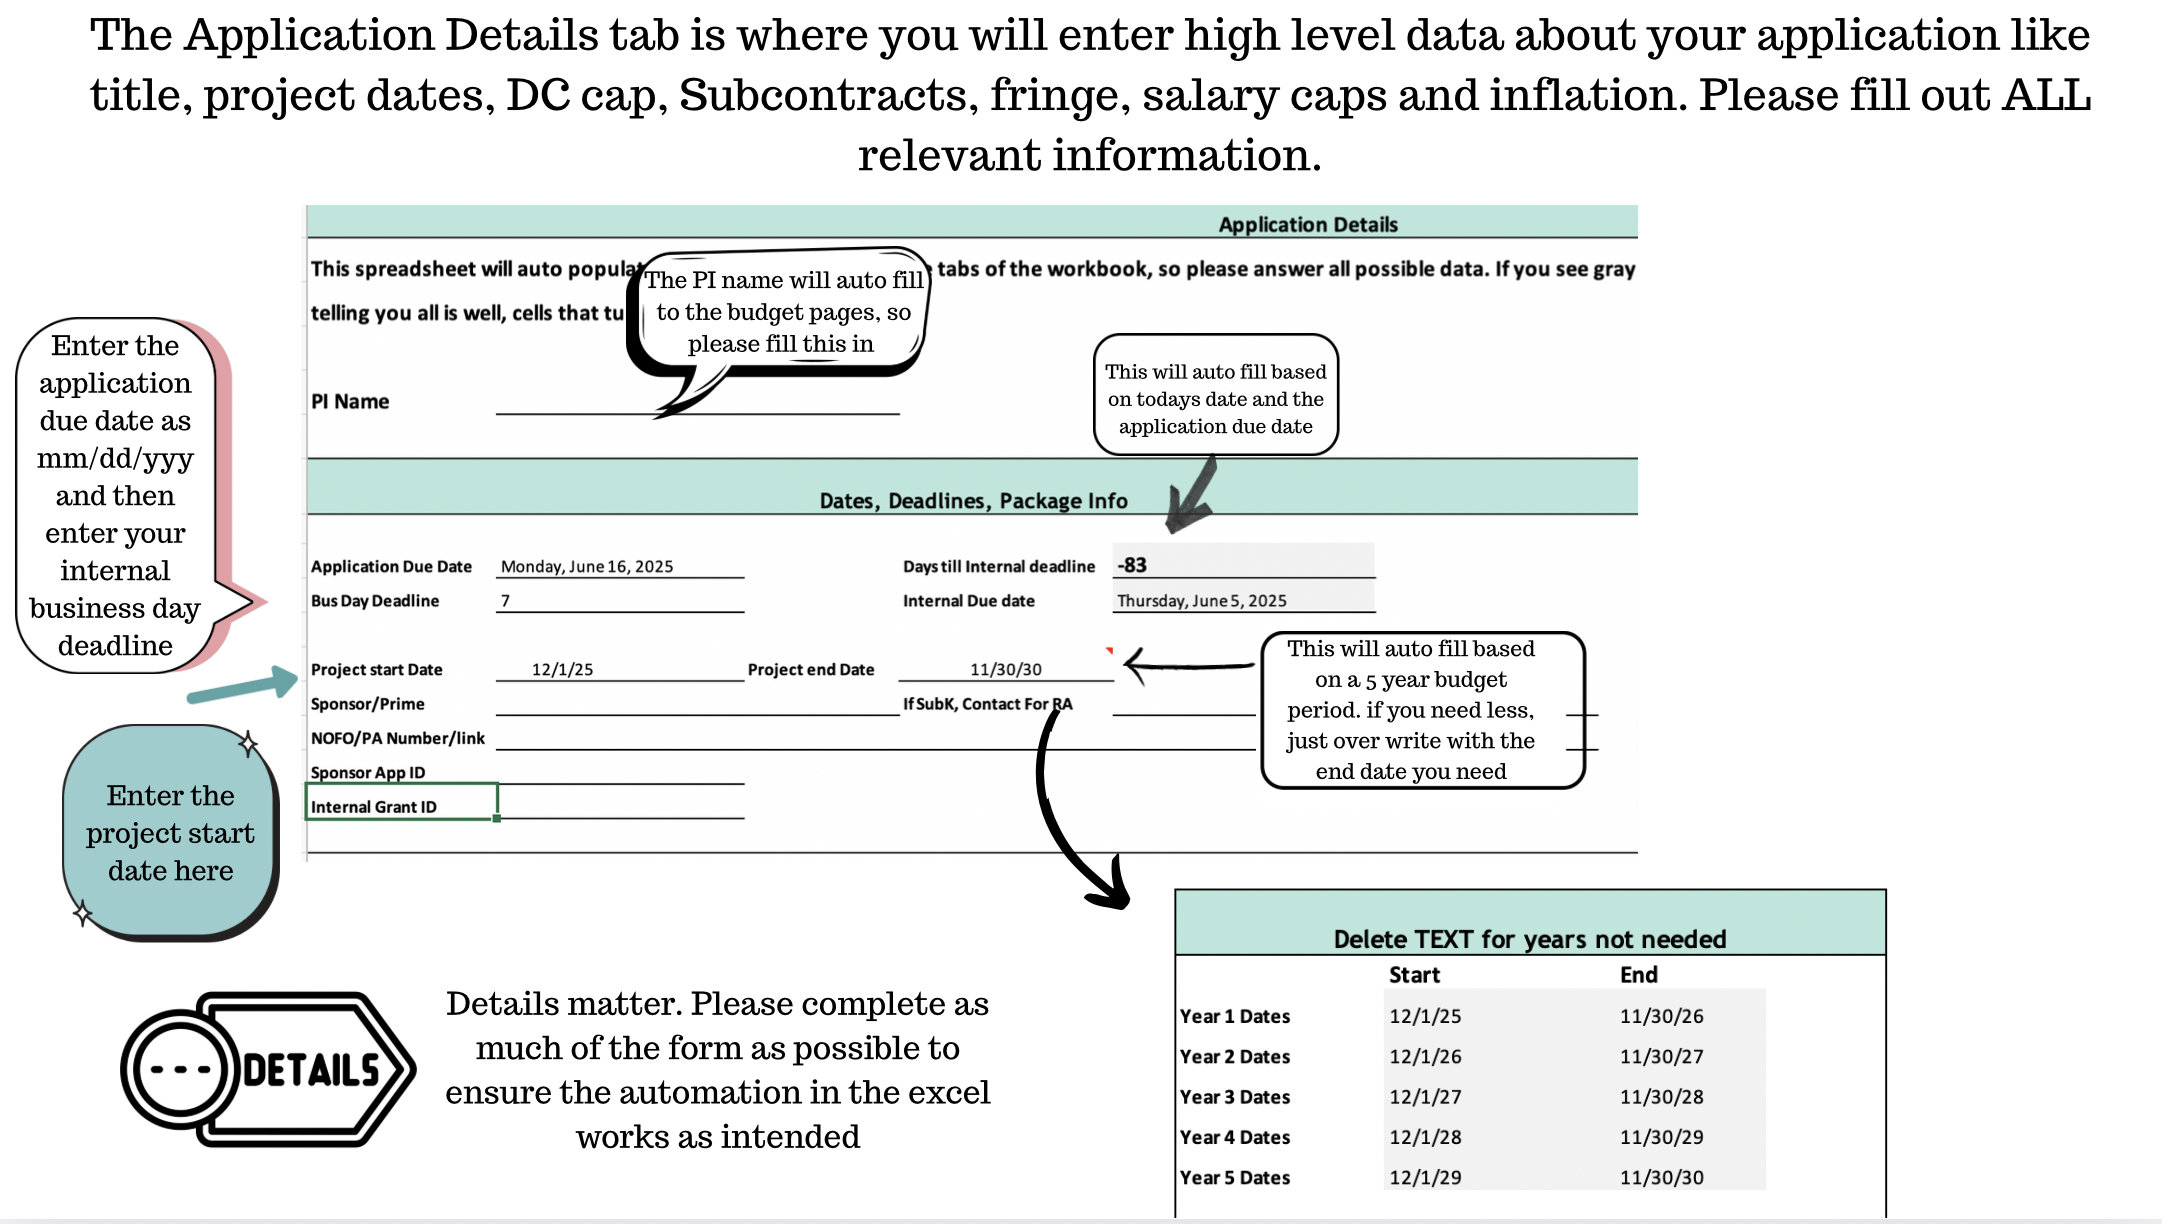 The Application Details tab is where you will enter high level data about your application like
title, project dates, DC cap, Subcontracts, fringe, salary caps and inflation. Please fill out ALL
relevant information.
Application Details
This spreadsheet will auto tabs of the workbook, so please answer all possible data. If you see gray
telling you all is well, cells that
The PI name will auto fill
to the budget pages, so
please fill this in
PI Name
Enter the
application
due date as
mm/dd/yyy
and then
enter your
internal
business day
deadline
This will auto fill based
on todays date and the
application due date
Dates, Deadlines, Package Info
Application Due Date Monday, June 16, 2025 Days till Internal deadline -83
Bus Day Deadline 7 Internal Due date Thursday, June 5, 2025
Project start Date 12/1/25 Project end Date 11/30/30
Sponsor/Prime If SubK, Contact For RA
NOFO/PA Number/link
Sponsor App ID
Internal Grant ID
This will auto fill based
on a 5 year budget
period. if you need less,
just over write with the
end date you need
Enter the
project start
date here
Delete TEXT for years not needed
Start End
Year 1 Dates 12/1/25 11/30/26
Year 2 Dates 12/1/26 11/30/27
Year 3 Dates 12/1/27 11/30/28
Year 4 Dates 12/1/28 11/30/29
Year 5 Dates 12/1/29 11/30/30
DETAILS
Details matter. Please complete as
much of the form as possible to
ensure the automation in the excel
works as intended